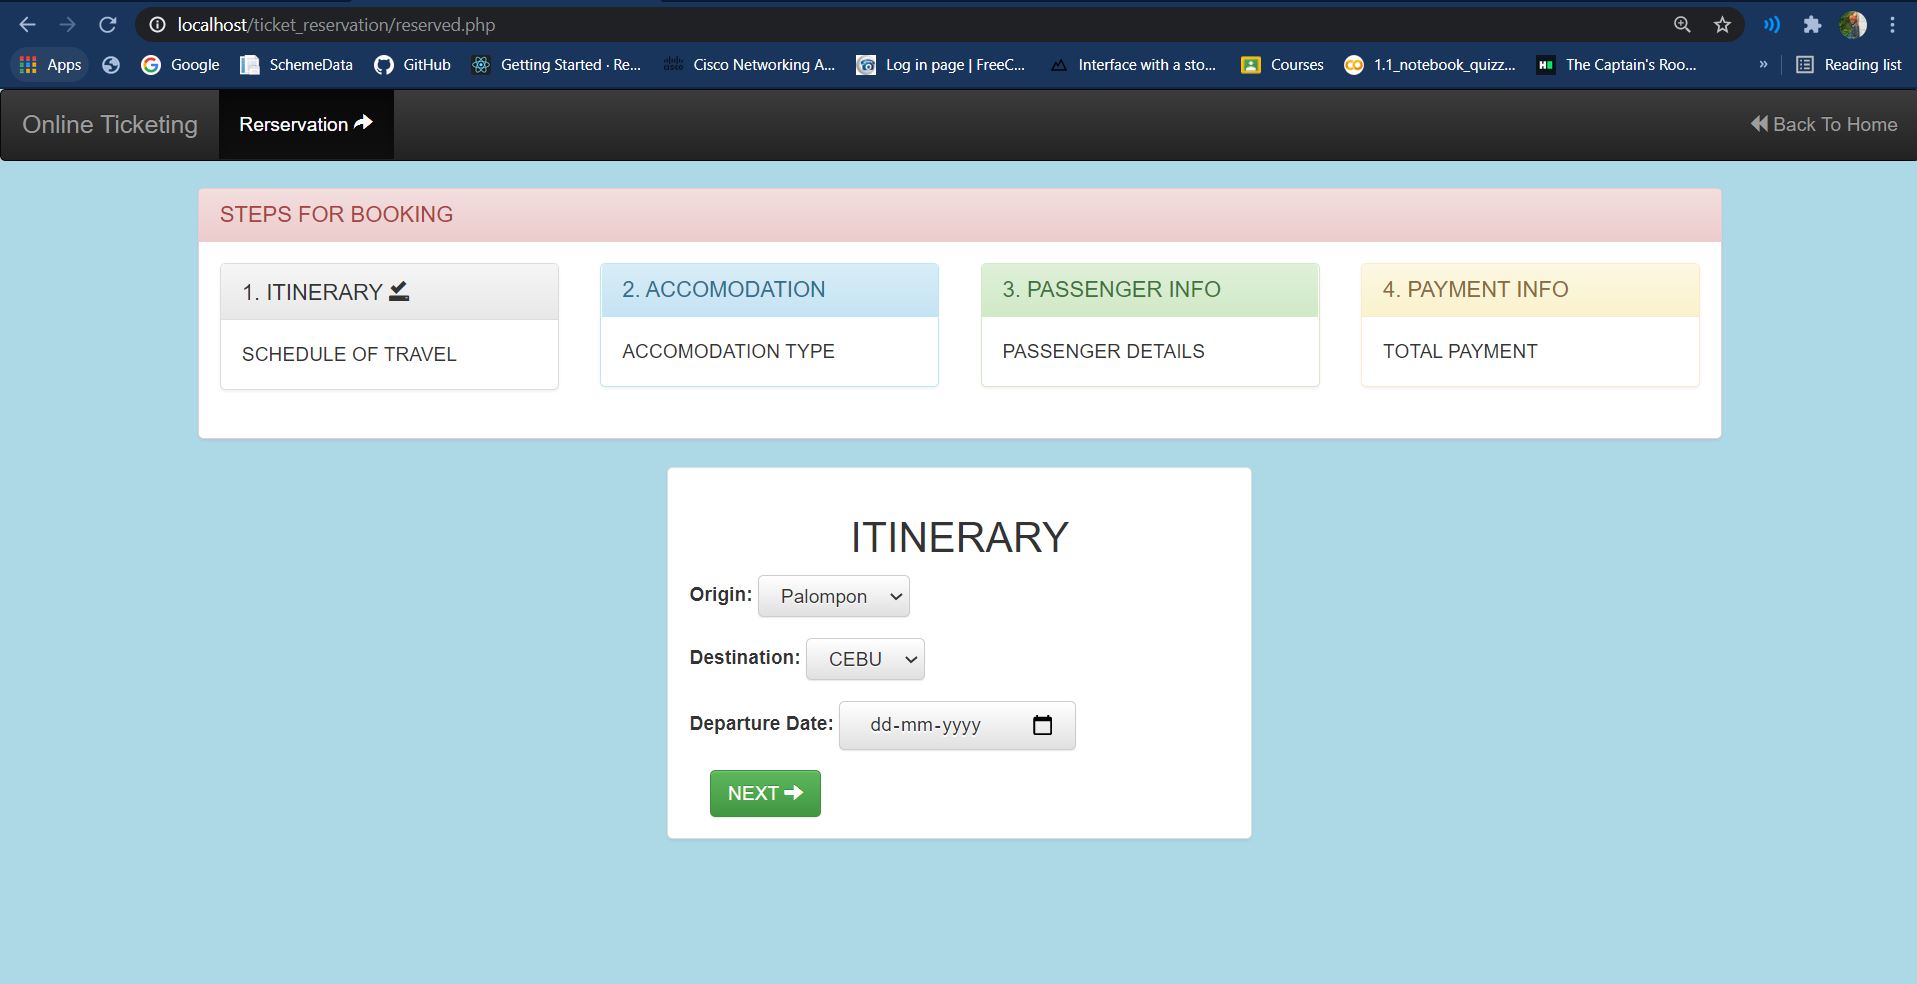 localhost/ticket_reservation/reserved.php
Apps Google SchemeData GitHub Getting Started · Re... Cisco Networking A... Log in page | FreeC... Interface with a sto... Courses 1.1_notebook_quizz... The Captain's Roo... » Reading list
Online Ticketing Rerservation Back To Home
STEPS FOR BOOKING
1. ITINERARY 2. ACCOMODATION 3. PASSENGER INFO 4. PAYMENT INFO
SCHEDULE OF TRAVEL ACCOMODATION TYPE PASSENGER DETAILS TOTAL PAYMENT
ITINERARY
Origin: Palompon
Destination: CEBU
Departure Date: dd-mm-yyyy
NEXT